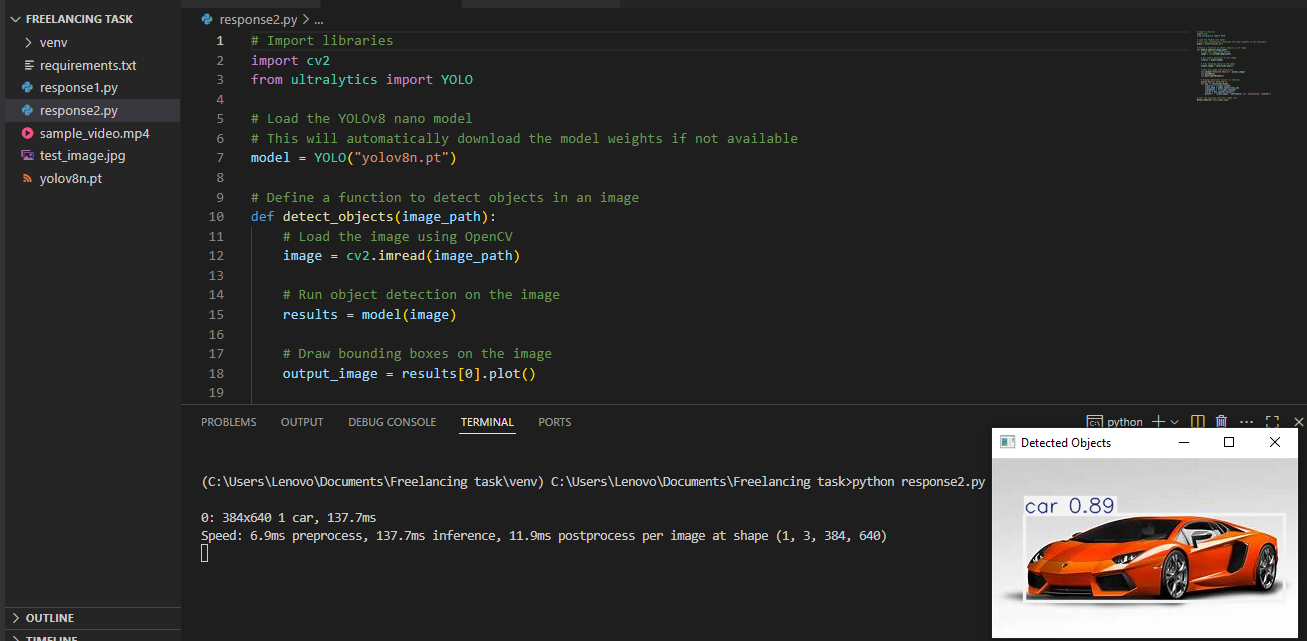 FREELANCING TASK
venv
requirements.txt
response1.py
response2.py
sample_video.mp4
test_image.jpg
yolov8n.pt
OUTLINE
TIMELINE
response2.py > ...
1 # Import libraries
2 import cv2
3 from ultralytics import YOLO
4
5 # Load the YOLOv8 nano model
6 # This will automatically download the model weights if not available
7 model = YOLO("yolov8n.pt")
8
9 # Define a function to detect objects in an image
10 def detect_objects(image_path):
11 # Load the image using OpenCV
12 image = cv2.imread(image_path)
13
14 # Run object detection on the image
15 results = model(image)
16
17 # Draw bounding boxes on the image
18 output_image = results[0].plot()
19
PROBLEMS OUTPUT DEBUG CONSOLE TERMINAL PORTS
python
(C:\Users\Lenovo\Documents\Freelancing task\venv) C:\Users\Lenovo\Documents\Freelancing task>python response2.py
0: 384x640 1 car, 137.7ms
Speed: 6.9ms preprocess, 137.7ms inference, 11.9ms postprocess per image at shape (1, 3, 384, 640)
Detected Objects
car 0.89